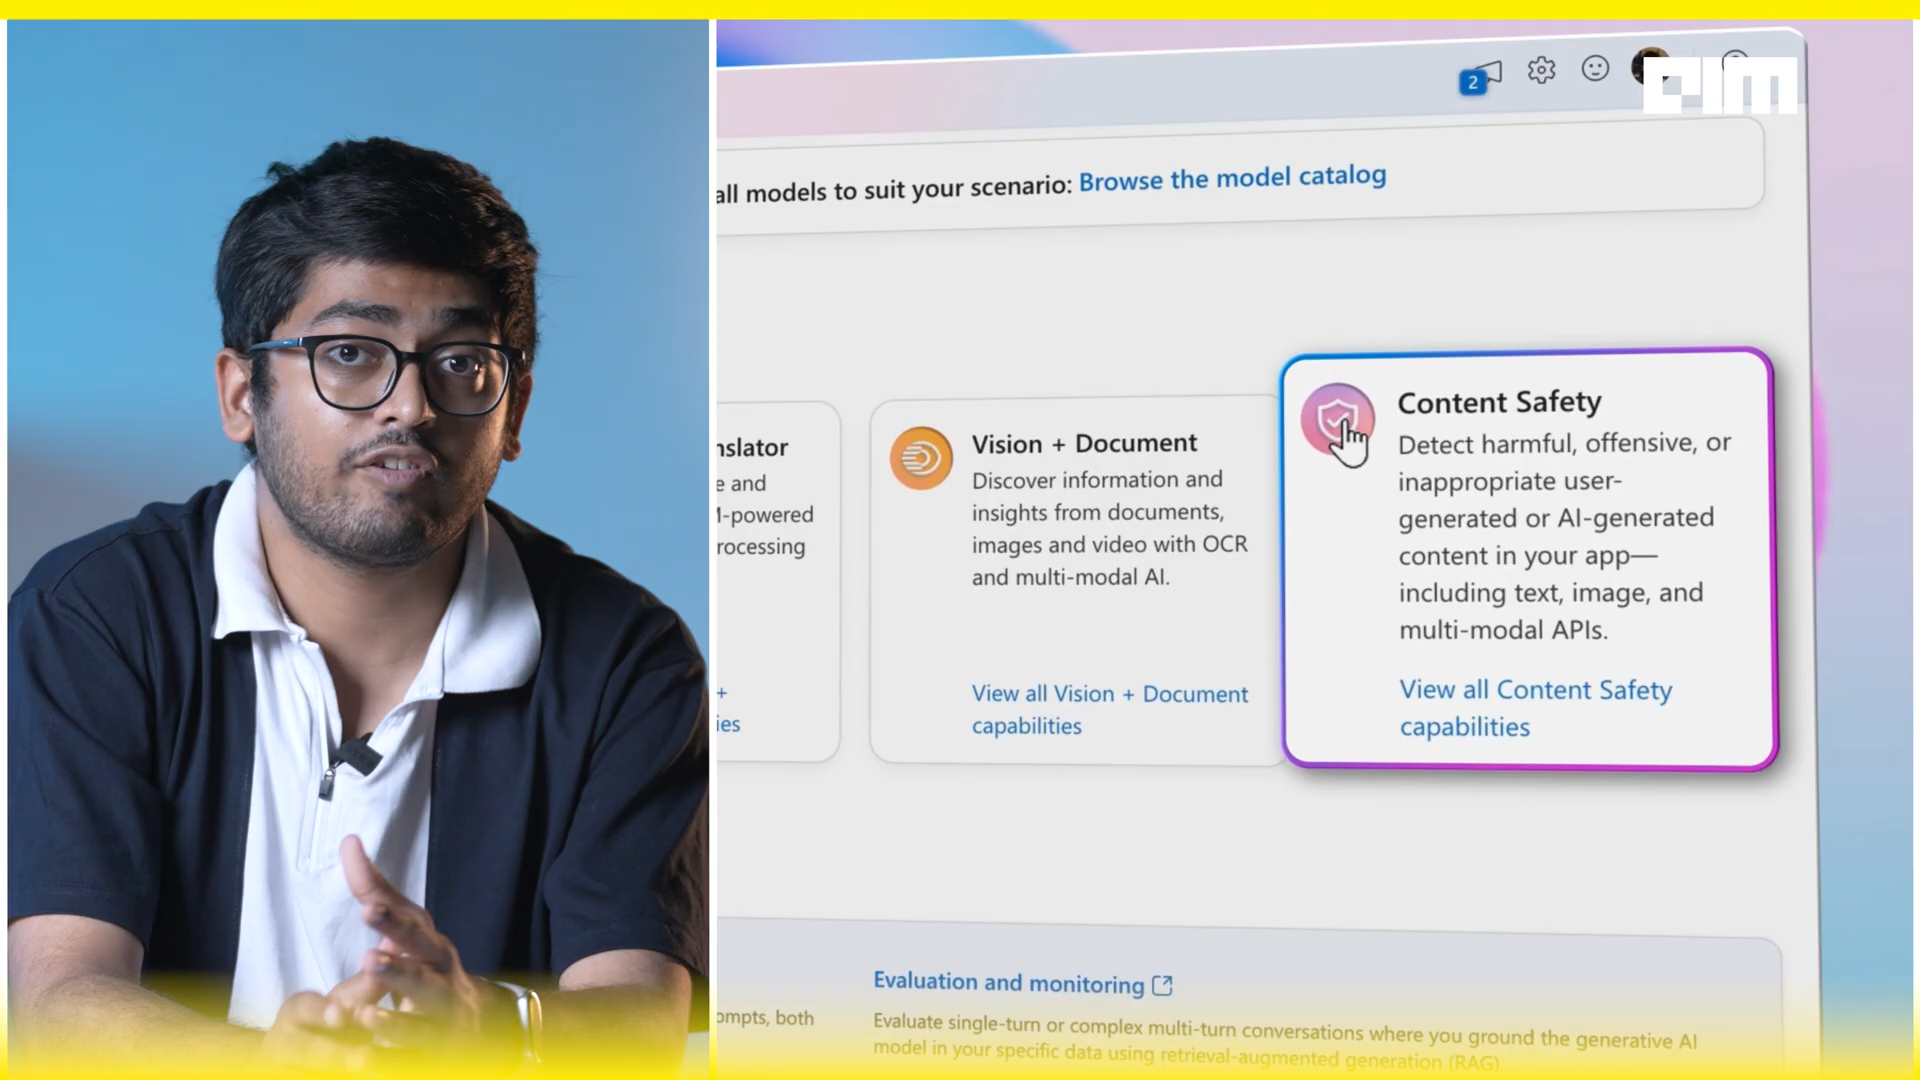 2
AIM
all models to suit your scenario: Browse the model catalog
nslator
e and
-powered
rocessing
+
ies
Vision + Document
Discover information and
insights from documents,
images and video with OCR
and multi-modal AI.
View all Vision + Document
capabilities
Content Safety
Detect harmful, offensive, or
inappropriate user-
generated or AI-generated
content in your app—
including text, image, and
multi-modal APIs.
View all Content Safety
capabilities
ompts, both
Evaluation and monitoring
Evaluate single-turn or complex multi-turn conversations where you ground the generative AI
model in your specific data using retrieval-augmented generation (RAG).